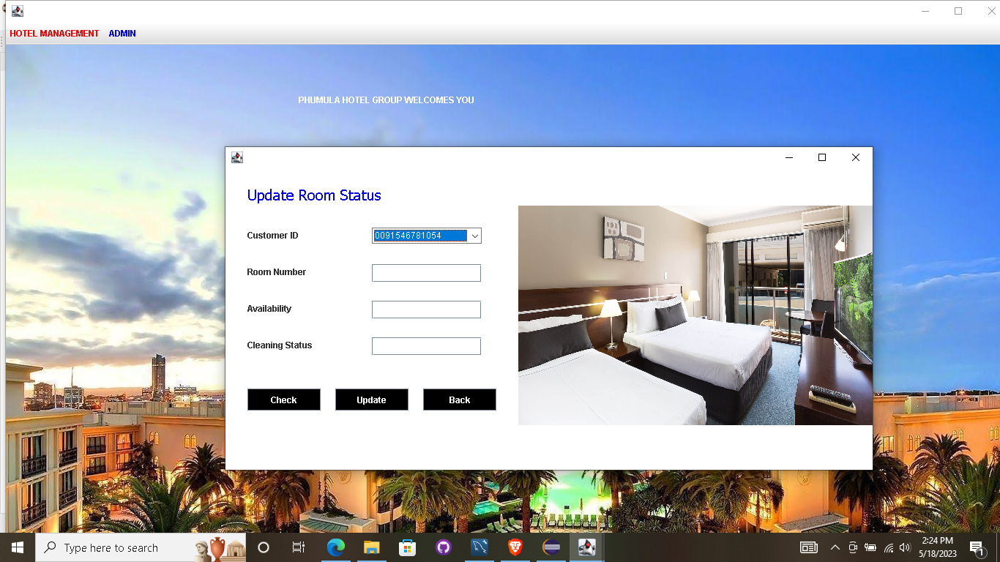 HOTEL MANAGEMENT ADMIN
PHUMULA HOTEL GROUP WELCOMES YOU
Update Room Status
Customer ID 0091546781054
Room Number
Availability
Cleaning Status
Check Update Back
Type here to search
2:24 PM
5/18/2023
1